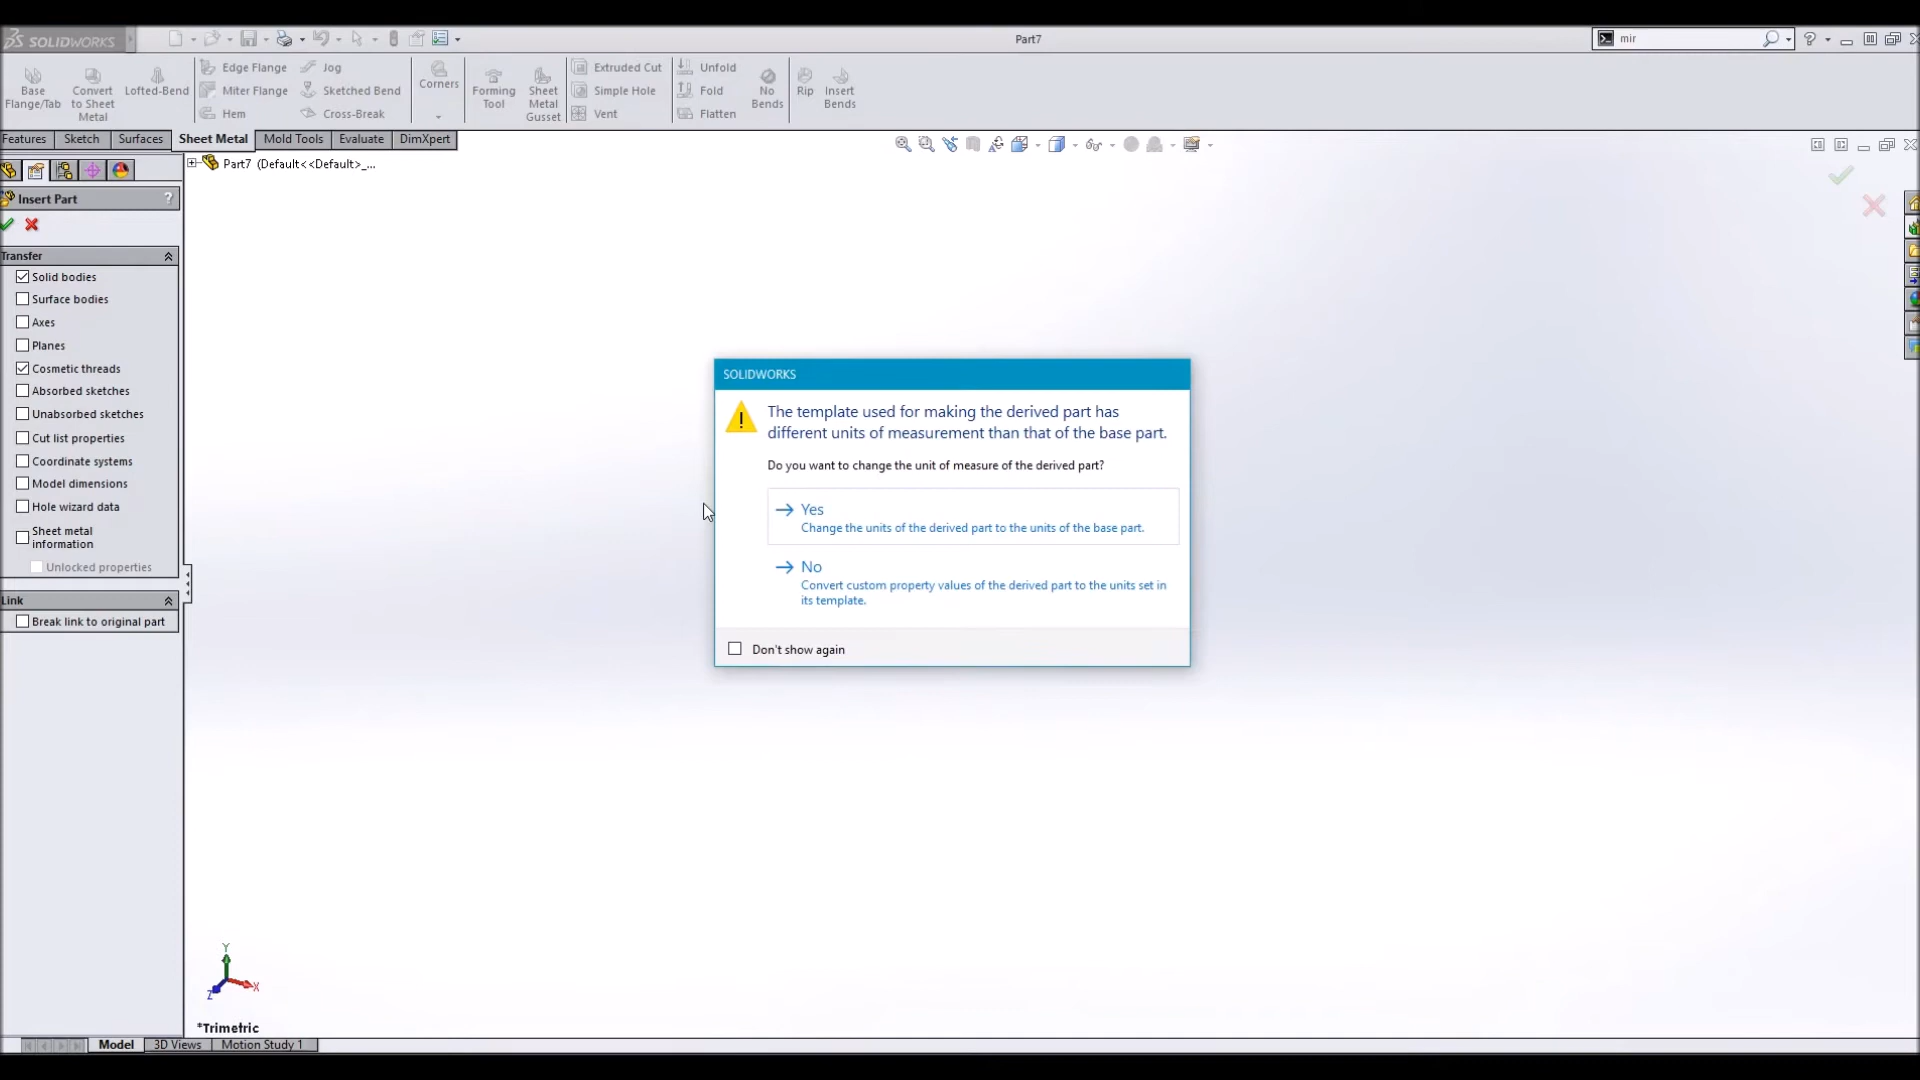 SOLIDWORKS
Part7
mir
Base Flange/Tab
Convert to Sheet Metal
Lofted-Bend
Edge Flange
Miter Flange
Hem
Jog
Sketched Bend
Cross-Break
Corners
Forming Tool
Sheet Metal Gusset
Extruded Cut
Simple Hole
Vent
Unfold
Fold
Flatten
No Bends
Rip
Insert Bends
Features
Sketch
Surfaces
Sheet Metal
Mold Tools
Evaluate
DimXpert
Part7 (Default<<Default>_...
Insert Part
?
Transfer
Solid bodies
Surface bodies
Axes
Planes
Cosmetic threads
Absorbed sketches
Unabsorbed sketches
Cut list properties
Coordinate systems
Model dimensions
Hole wizard data
Sheet metal
information
Unlocked properties
Link
Break link to original part
SOLIDWORKS
The template used for making the derived part has
different units of measurement than that of the base part.
Do you want to change the unit of measure of the derived part?
Yes
Change the units of the derived part to the units of the base part.
No
Convert custom property values of the derived part to the units set in
its template.
Don't show again
Y
X
Z
*Trimetric
Model
3D Views
Motion Study 1